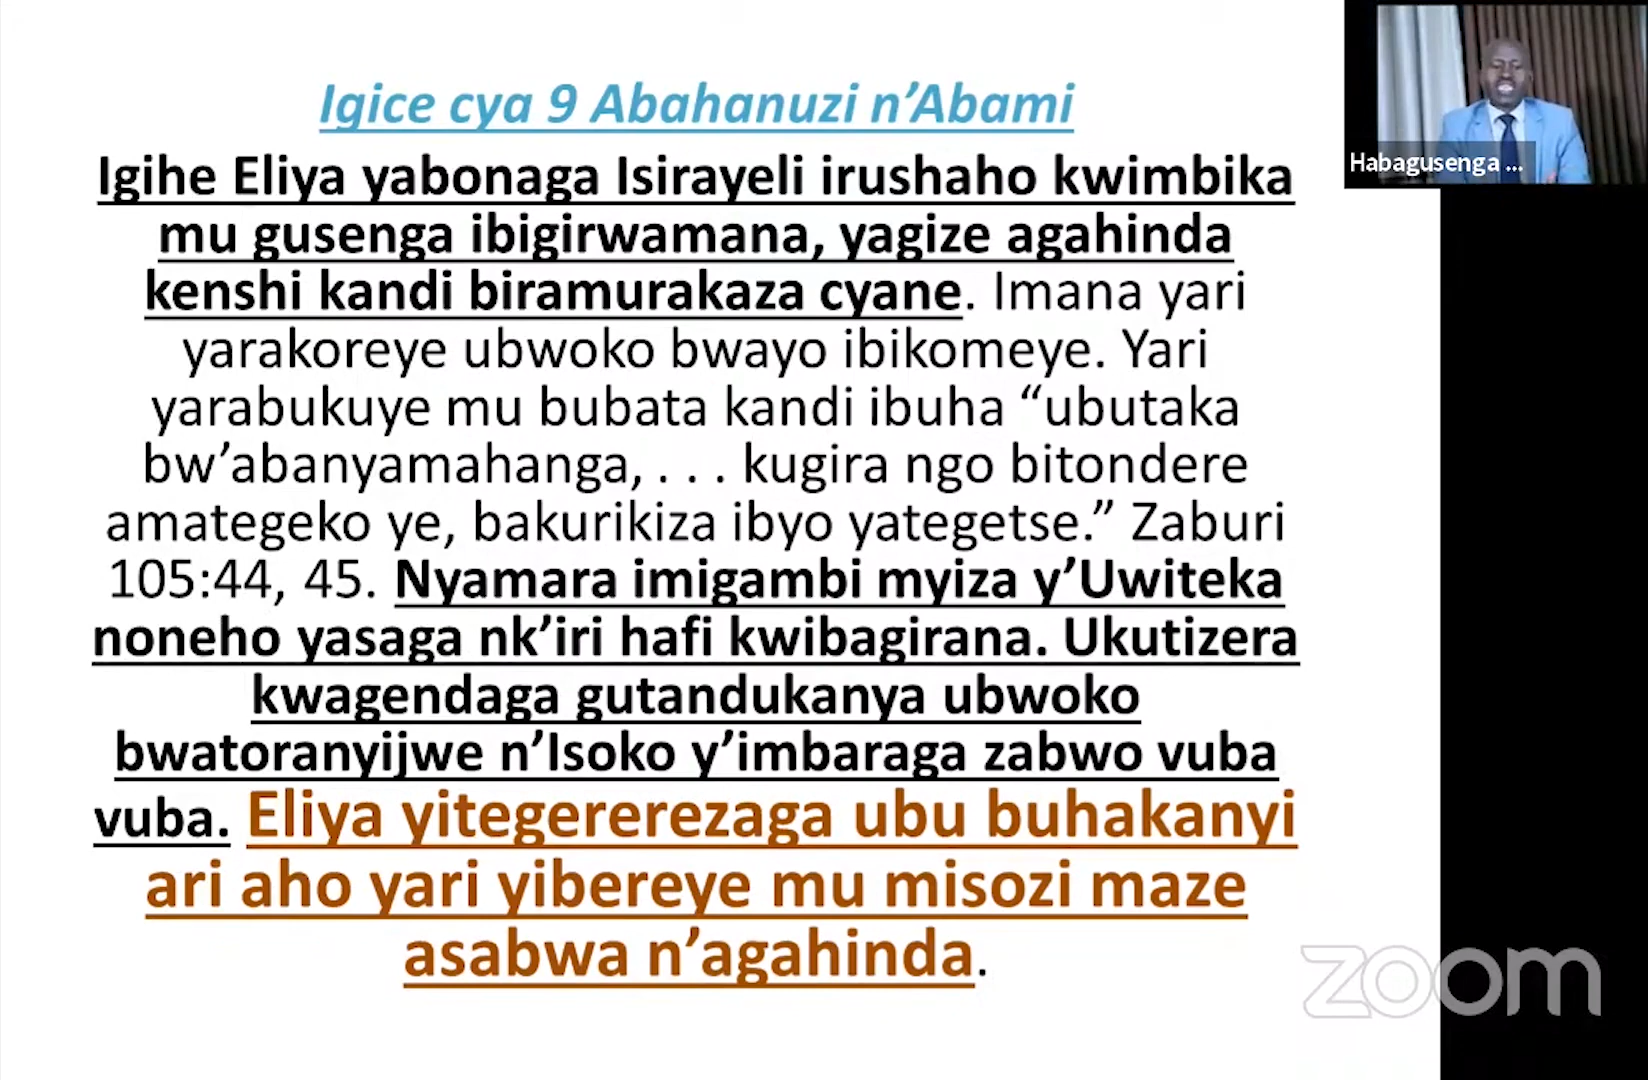 Igice cya 9 Abahanuzi n’Abami
Igihe Eliya yabonaga Isirayeli irushaho kwimbika
mu gusenga ibigirwamana, yagize agahinda
kenshi kandi biramurakaza cyane. Imana yari
yarakoreye ubwoko bwayo ibikomeye. Yari
yarabukuye mu bubata kandi ibuha “ubutaka
bw’abanyamahanga, . . . kugira ngo bitondere
amategeko ye, bakurikiza ibyo yategetse.” Zaburi
105:44, 45. Nyamara imigambi myiza y’Uwiteka
noneho yasaga nk’iri hafi kwibagirana. Ukutizera
kwagendaga gutandukanya ubwoko
bwatoranyijwe n’Isoko y’imbaraga zabwo vuba
vuba. Eliya yitegererezaga ubu buhakanyi
ari aho yari yibereye mu misozi maze
asabwa n’agahinda.
Habagusenga ...
zoom